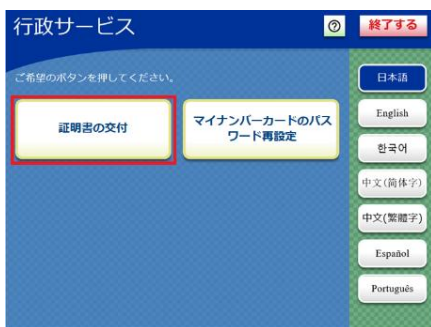 行政サービス
?
終了する
ご希望のボタンを押してください。
証明書の交付
マイナンバーカードのパス
ワード再設定
日本語
English
한국어
中文(简体字)
中文(繁體字)
Español
Português